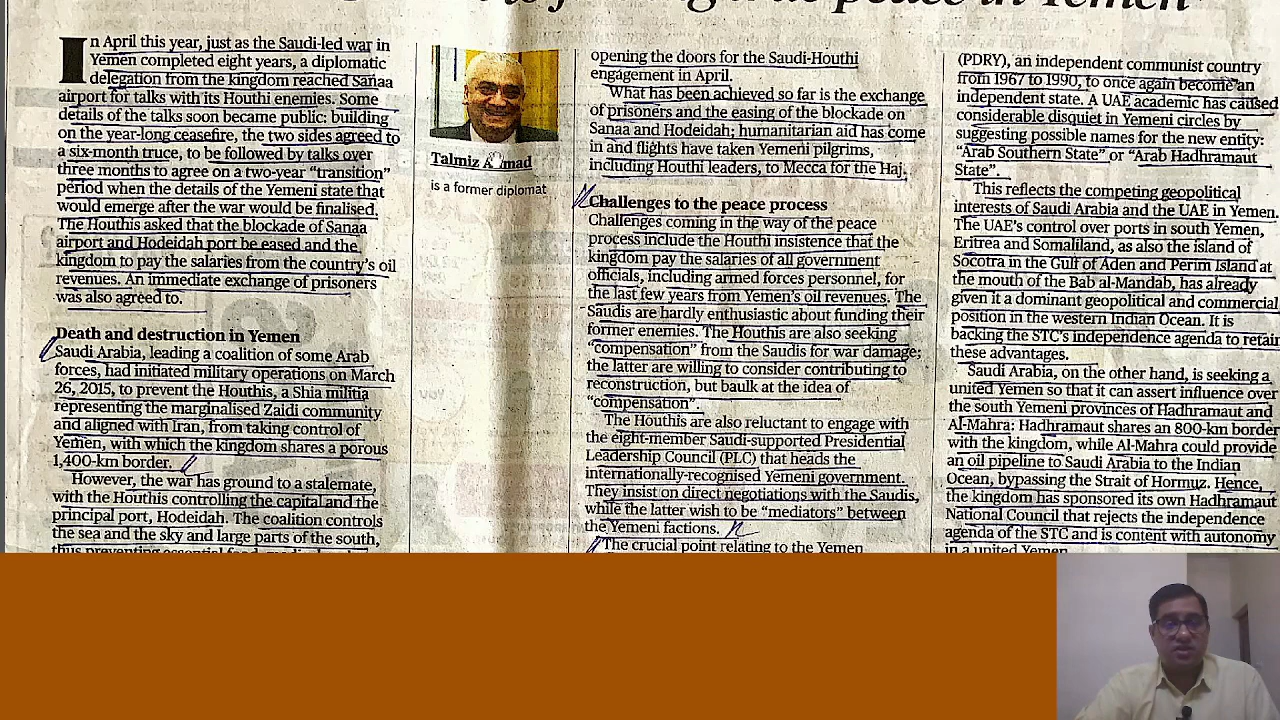 peace in Yemen
In April this year, just as the Saudi-led war in
Yemen completed eight years, a diplomatic
delegation from the kingdom reached Sanaa
airport for talks with its Houthi enemies. Some
details of the talks soon became public: building
on the year-long ceasefire, the two sides agreed to
a six-month truce, to be followed by talks over
three months to agree on a two-year “transition”
period when the details of the Yemeni state that
would emerge after the war would be finalised.
The Houthis asked that the blockade of Sanaa
airport and Hodeidah port be eased and the
kingdom to pay the salaries from the country’s oil
revenues. An immediate exchange of prisoners
was also agreed to.
Death and destruction in Yemen
Saudi Arabia, leading a coalition of some Arab
forces, had initiated military operations on March
26, 2015, to prevent the Houthis, a Shia militia
representing the marginalised Zaidi community
and aligned with Iran, from taking control of
Yemen, with which the kingdom shares a porous
1,400-km border.
However, the war has ground to a stalemate,
with the Houthis controlling the capital and the
principal port, Hodeidah. The coalition controls
the sea and the sky and large parts of the south,
thus preventing essential food,
Talmiz Ahmad
is a former diplomat
opening the doors for the Saudi-Houthi
engagement in April.
What has been achieved so far is the exchange
of prisoners and the easing of the blockade on
Sanaa and Hodeidah; humanitarian aid has come
in and flights have taken Yemeni pilgrims,
including Houthi leaders, to Mecca for the Haj.
Challenges to the peace process
Challenges coming in the way of the peace
process include the Houthi insistence that the
kingdom pay the salaries of all government
officials, including armed forces personnel, for
the last few years from Yemen’s oil revenues. The
Saudis are hardly enthusiastic about funding their
former enemies. The Houthis are also seeking
“compensation” from the Saudis for war damage;
the latter are willing to consider contributing to
reconstruction, but baulk at the idea of
“compensation”.
The Houthis are also reluctant to engage with
the eight-member Saudi-supported Presidential
Leadership Council (PLC) that heads the
internationally-recognised Yemeni government.
They insist on direct negotiations with the Saudis,
while the latter wish to be “mediators” between
the Yemeni factions.
The crucial point relating to the Yemen
(PDRY), an independent communist country
from 1967 to 1990, to once again become an
independent state. A UAE academic has caused
considerable disquiet in Yemeni circles by
suggesting possible names for the new entity:
“Arab Southern State” or “Arab Hadhramaut
State”.
This reflects the competing geopolitical
interests of Saudi Arabia and the UAE in Yemen.
The UAE’s control over ports in south Yemen,
Eritrea and Somaliland, as also the island of
Socotra in the Gulf of Aden and Perim Island at
the mouth of the Bab al-Mandab, has already
given it a dominant geopolitical and commercial
position in the western Indian Ocean. It is
backing the STC’s independence agenda to retain
these advantages.
Saudi Arabia, on the other hand, is seeking a
united Yemen so that it can assert influence over
the south Yemeni provinces of Hadhramaut and
Al-Mahra: Hadhramaut shares an 800-km border
with the kingdom, while Al-Mahra could provide
an oil pipeline to Saudi Arabia to the Indian
Ocean, bypassing the Strait of Hormuz. Hence,
the kingdom has sponsored its own Hadhramaut
National Council that rejects the independence
agenda of the STC and is content with autonomy
in a united Yemen.